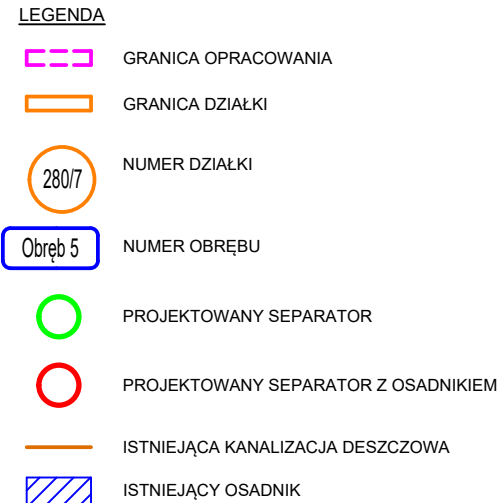 LEGENDA
GRANICA OPRACOWANIA
GRANICA DZIAŁKI
280/7 NUMER DZIAŁKI
Obręb 5 NUMER OBRĘBU
PROJEKTOWANY SEPARATOR
PROJEKTOWANY SEPARATOR Z OSADNIKIEM
ISTNIEJĄCA KANALIZACJA DESZCZOWA
ISTNIEJĄCY OSADNIK